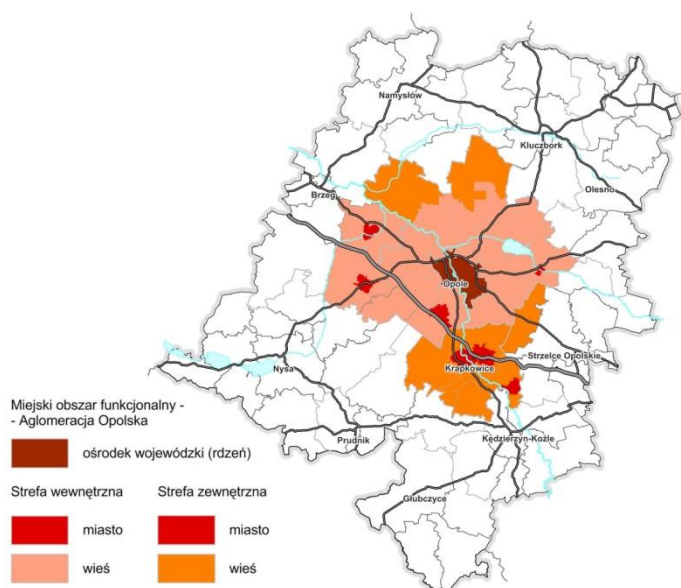 Namysłów
Kluczbork
Olesno
Brzeg
Opole
Strzelce Opolskie
Krapkowice
Nysa
Prudnik
Kędzierzyn-Koźle
Głubczyce
Miejski obszar funkcjonalny -
- Aglomeracja Opolska
ośrodek wojewódzki (rdzeń)
Strefa wewnętrzna Strefa zewnętrzna
miasto miasto
wieś wieś